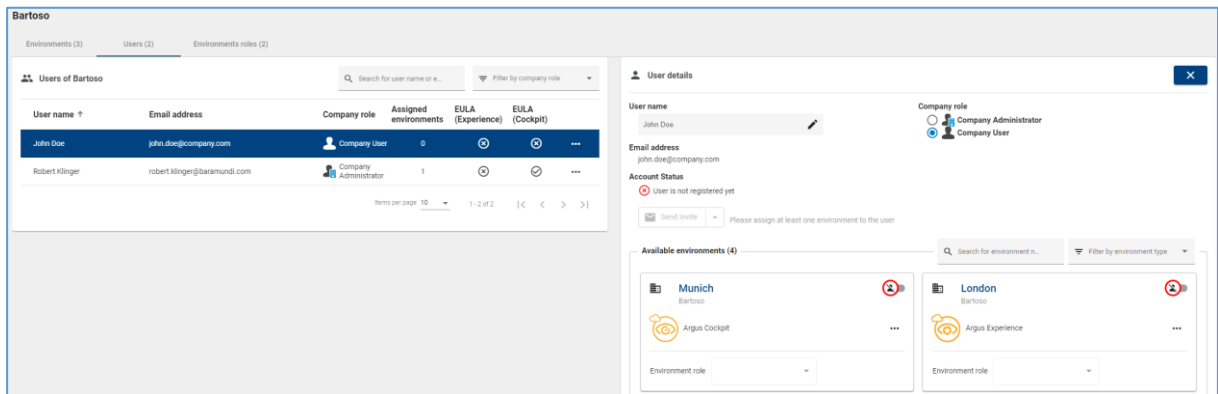 Bartoso
Environments (3) Users (2) Environments roles (2)
Users of Bartoso
Search for user name or e...
Filter by company role
User name ↑ Email address Company role Assigned environments EULA (Experience) EULA (Cockpit)
John Doe john.doe@company.com Company User 0 ...
Robert Klinger robert.klinger@baramundi.com Company Administrator 1 ...
Items per page 10 1 - 2 of 2 |< < > >|
User details
User name
John Doe
Company role
Company Administrator
Company User
Email address
john.doe@company.com
Account Status
User is not registered yet
Send invite Please assign at least one environment to the user
Available environments (4)
Search for environment n...
Filter by environment type
Munich
Bartoso
Argus Cockpit ...
Environment role
London
Bartoso
Argus Experience ...
Environment role